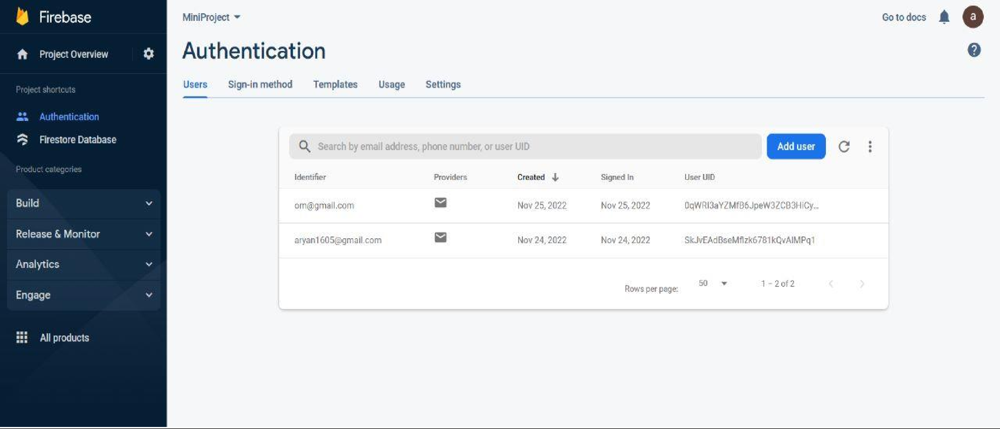 Firebase
Project Overview
Project shortcuts
Authentication
Firestore Database
Product categories
Build
Release & Monitor
Analytics
Engage
All products
MiniProject
Go to docs
a
Authentication
Users Sign-in method Templates Usage Settings
Search by email address, phone number, or user UID
Add user
Identifier Providers Created Signed In User UID
om@gmail.com Nov 25, 2022 Nov 25, 2022
aryan1605@gmail.com Nov 24, 2022 Nov 24, 2022
Rows per page: 50 1 – 2 of 2